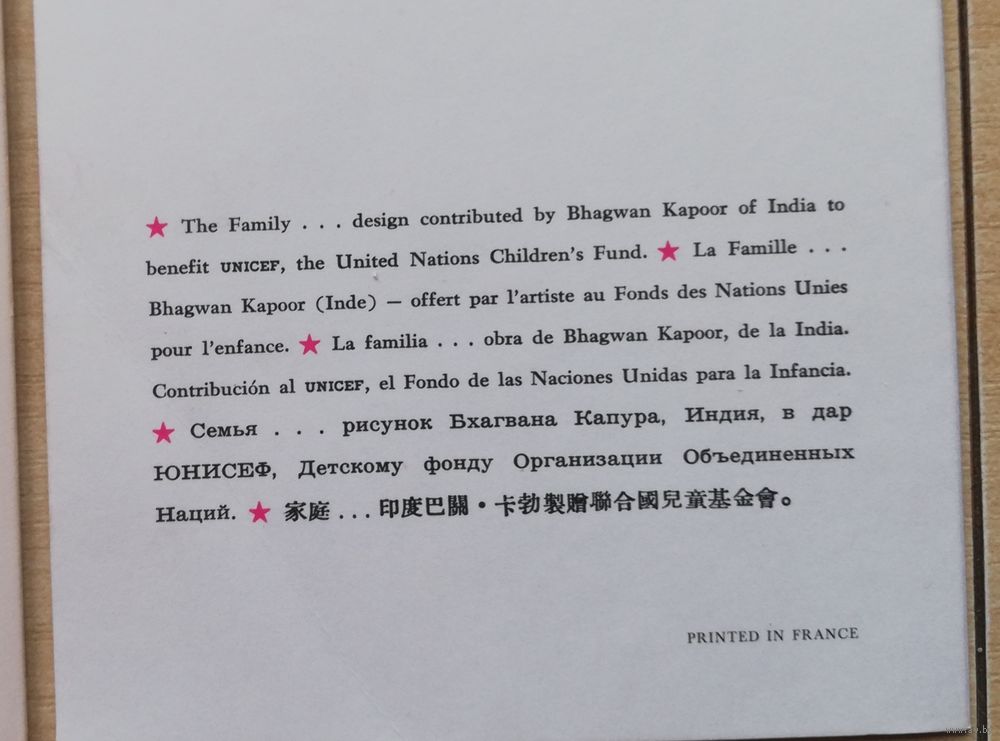 ★ The Family . . . design contributed by Bhagwan Kapoor of India to
benefit UNICEF, the United Nations Children's Fund. ★ La Famille . . .
Bhagwan Kapoor (Inde) — offert par l'artiste au Fonds des Nations Unies
pour l'enfance. ★ La familia . . . obra de Bhagwan Kapoor, de la India.
Contribución al UNICEF, el Fondo de las Naciones Unidas para la Infancia.
★ Семья . . . рисунок Бхагвана Капура, Индия, в дар
ЮНИСЕФ, Детскому фонду Организации Объединенных
Наций. ★ 家庭 . . . 印度巴關・卡勃製贈聯合國兒童基金會。
PRINTED IN FRANCE